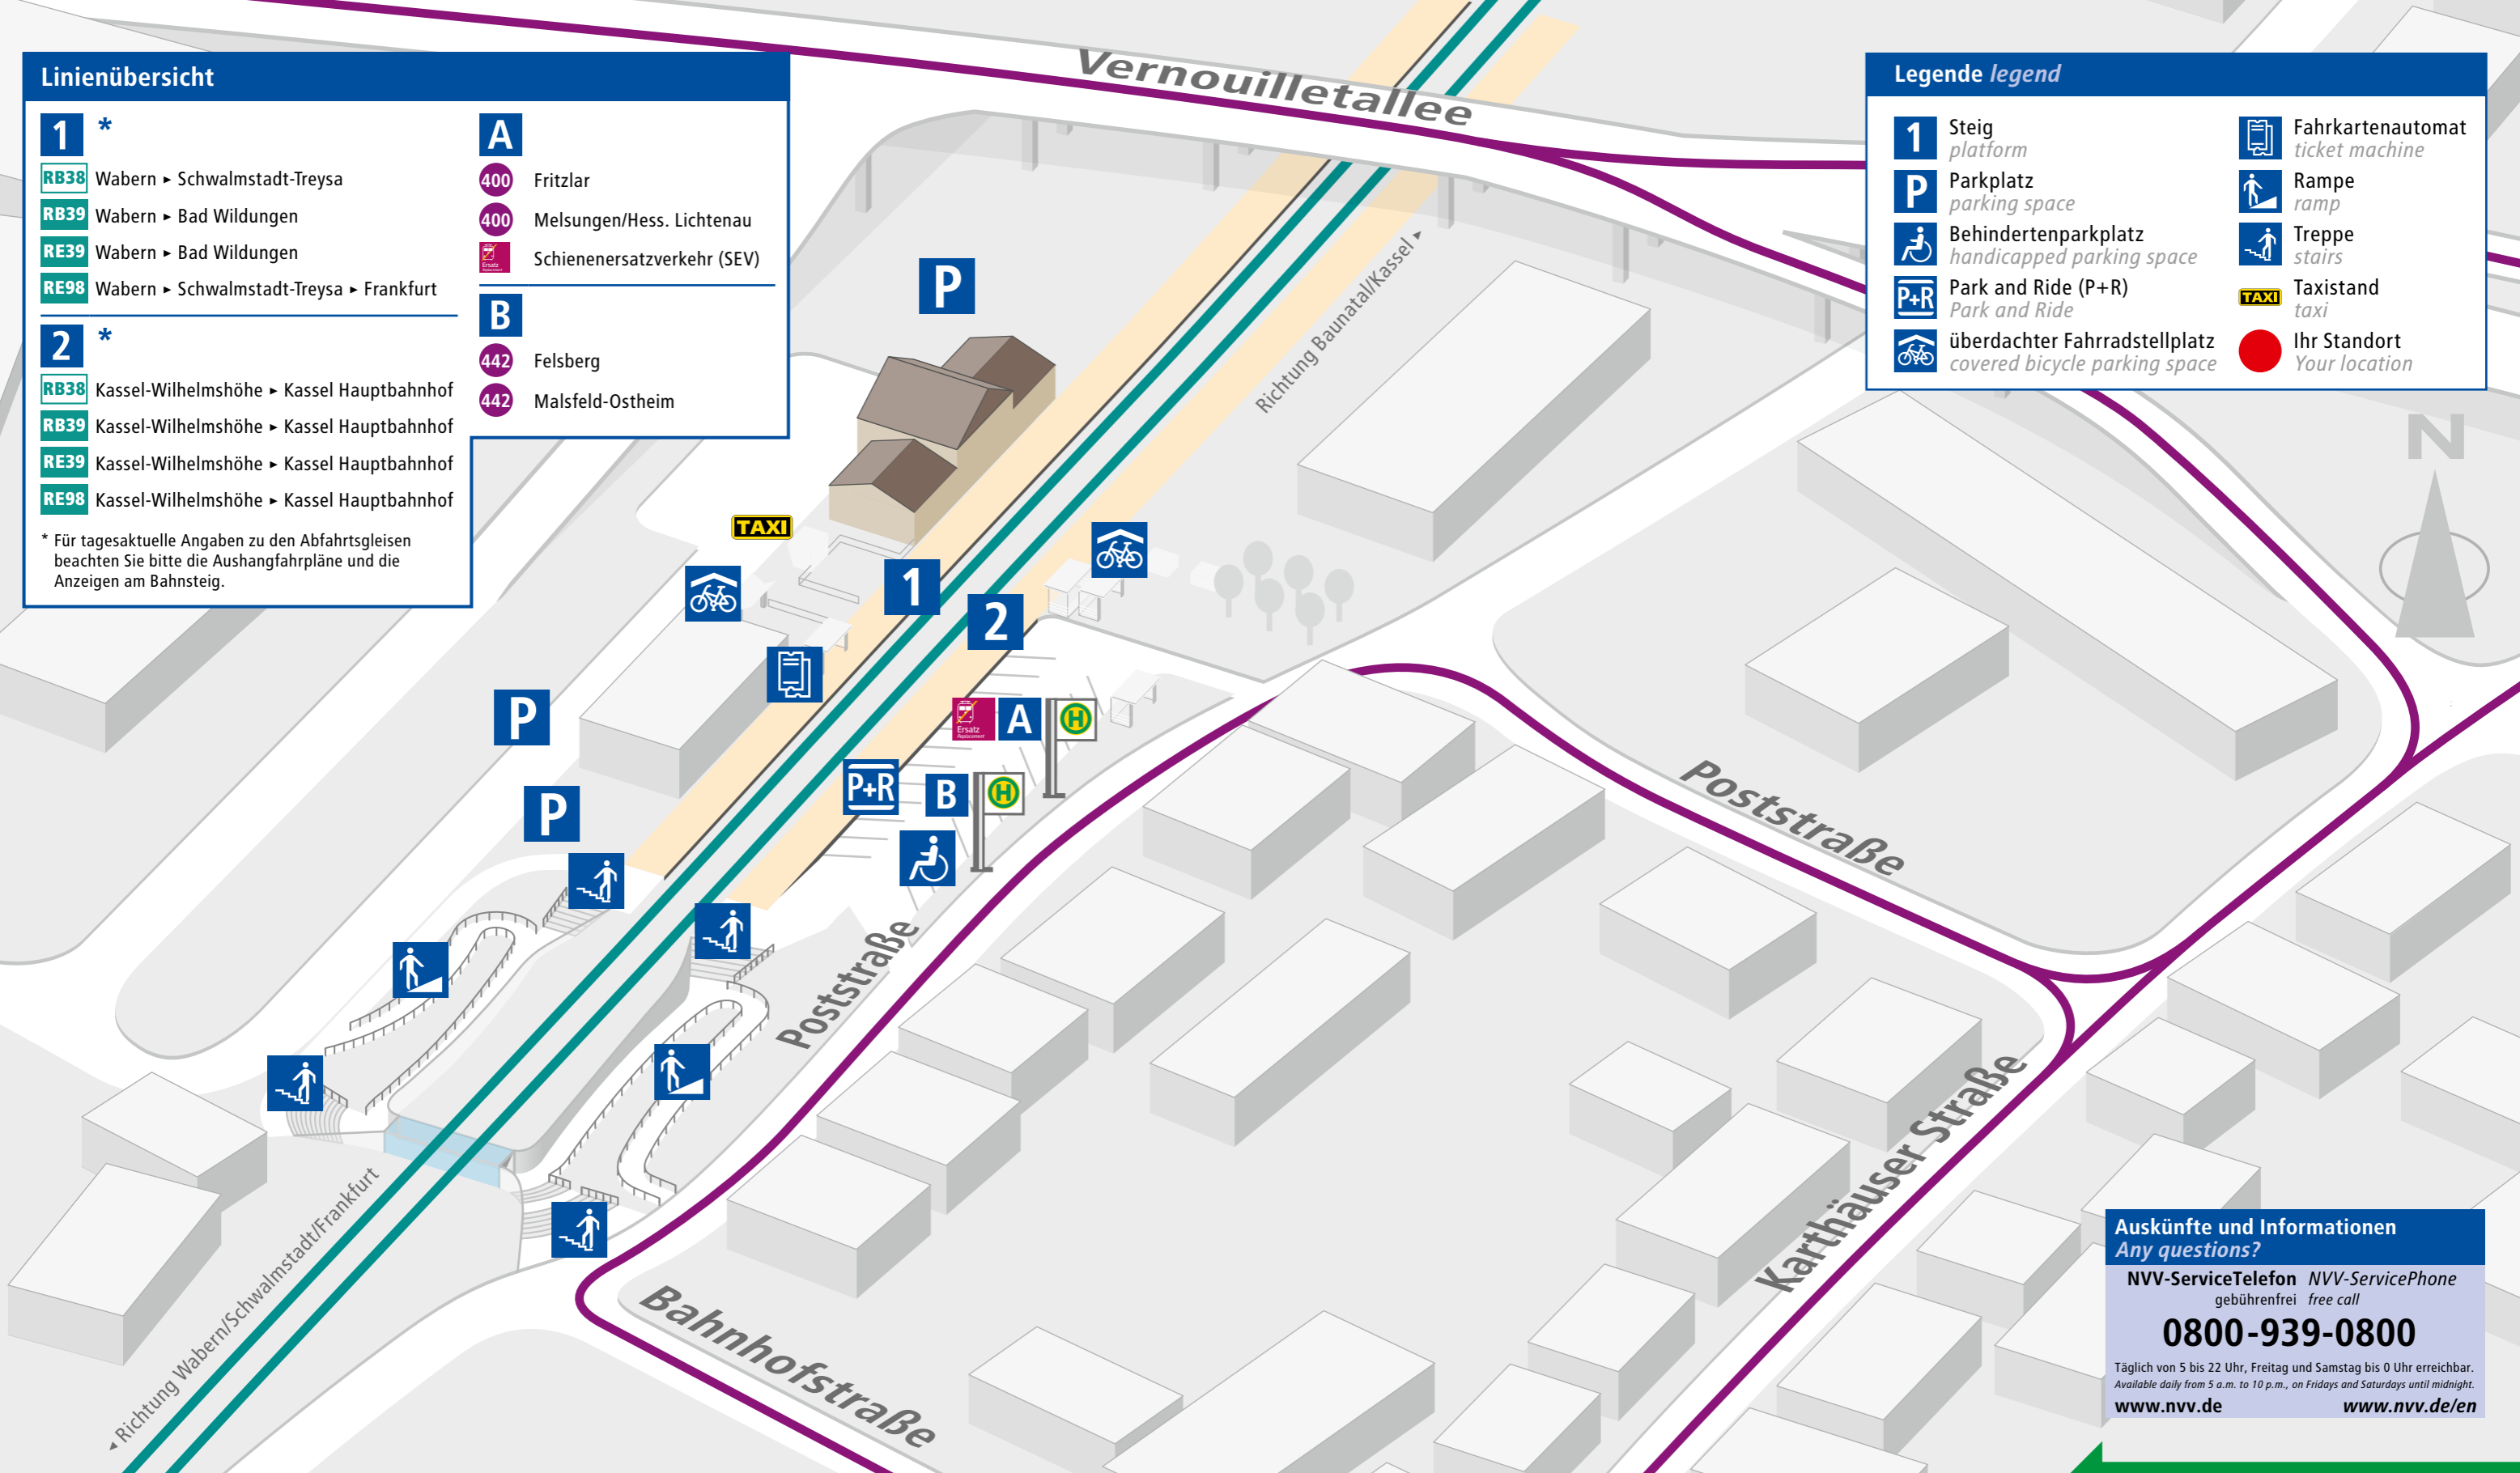 Linienübersicht
1 *
RB38 Wabern ▸ Schwalmstadt-Treysa
RB39 Wabern ▸ Bad Wildungen
RE39 Wabern ▸ Bad Wildungen
RE98 Wabern ▸ Schwalmstadt-Treysa ▸ Frankfurt
2 *
RB38 Kassel-Wilhelmshöhe ▸ Kassel Hauptbahnhof
RB39 Kassel-Wilhelmshöhe ▸ Kassel Hauptbahnhof
RE39 Kassel-Wilhelmshöhe ▸ Kassel Hauptbahnhof
RE98 Kassel-Wilhelmshöhe ▸ Kassel Hauptbahnhof
* Für tagesaktuelle Angaben zu den Abfahrtsgleisen
beachten Sie bitte die Aushangfahrpläne und die
Anzeigen am Bahnsteig.
A
400 Fritzlar
400 Melsungen/Hess. Lichtenau
Ersatz Replacement Schienenersatzverkehr (SEV)
B
442 Felsberg
442 Malsfeld-Ostheim
Vernouilletallee
Legende legend
1 Steig
platform
P Parkplatz
parking space
Behindertenparkplatz
handicapped parking space
P+R Park and Ride (P+R)
Park and Ride
überdachter Fahrradstellplatz
covered bicycle parking space
Fahrkartenautomat
ticket machine
Rampe
ramp
Treppe
stairs
TAXI Taxistand
taxi
Ihr Standort
Your location
N
P
Richtung Baunatal/Kassel ▸
TAXI
1
2
P
Ersatz
Replacement
A
H
P+R
B
H
P
Poststraße
Poststraße
Karthäuser Straße
Bahnhofstraße
◂ Richtung Wabern/Schwalmstadt/Frankfurt
Auskünfte und Informationen
Any questions?
NVV-ServiceTelefon NVV-ServicePhone
gebührenfrei free call
0800-939-0800
Täglich von 5 bis 22 Uhr, Freitag und Samstag bis 0 Uhr erreichbar.
Available daily from 5 a.m. to 10 p.m., on Fridays and Saturdays until midnight.
www.nvv.de www.nvv.de/en